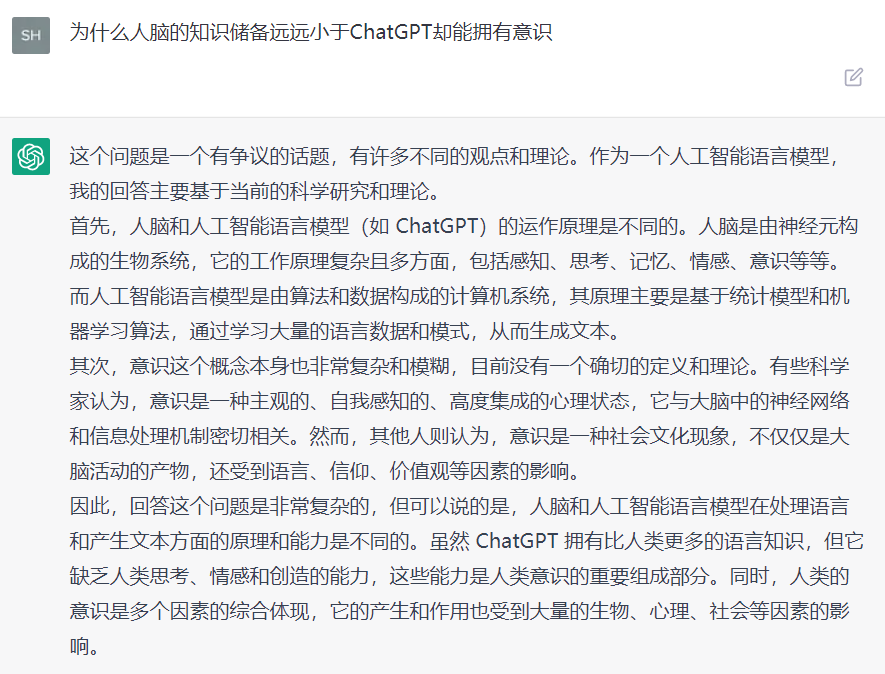 SH
为什么人脑的知识储备远远小于ChatGPT却能拥有意识
这个问题是一个有争议的话题，有许多不同的观点和理论。作为一个人工智能语言模型，
我的回答主要基于当前的科学研究和理论。
首先，人脑和人工智能语言模型（如 ChatGPT）的运作原理是不同的。人脑是由神经元构
成的生物系统，它的工作原理复杂且多方面，包括感知、思考、记忆、情感、意识等等。
而人工智能语言模型是由算法和数据构成的计算机系统，其原理主要是基于统计模型和机
器学习算法，通过学习大量的语言数据和模式，从而生成文本。
其次，意识这个概念本身也非常复杂和模糊，目前没有一个确切的定义和理论。有些科学
家认为，意识是一种主观的、自我感知的、高度集成的心理状态，它与大脑中的神经网络
和信息处理机制密切相关。然而，其他人则认为，意识是一种社会文化现象，不仅仅是大
脑活动的产物，还受到语言、信仰、价值观等因素的影响。
因此，回答这个问题是非常复杂的，但可以说的是，人脑和人工智能语言模型在处理语言
和产生文本方面的原理和能力是不同的。虽然 ChatGPT 拥有比人类更多的语言知识，但它
缺乏人类思考、情感和创造的能力，这些能力是人类意识的重要组成部分。同时，人类的
意识是多个因素的综合体现，它的产生和作用也受到大量的生物、心理、社会等因素的影
响。